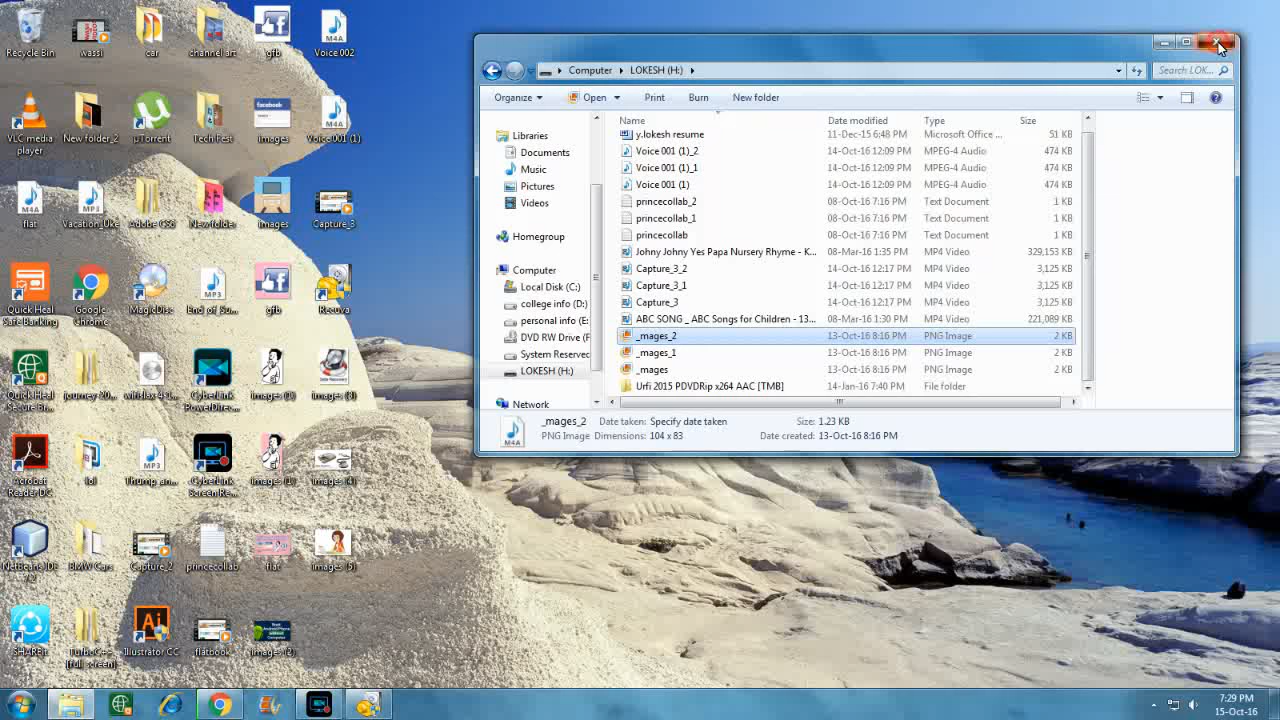 Recycle Bin
wassi
car
channel art
gfb
Voice 002
VLC media player
New folder_2
µTorrent
Tech Fest
images
Voice 001 (1)
flat
Vacation_Uke
Adobe CS6
New folder
images
Capture_3
Quick Heal Safe Banking
Google Chrome
MagicDisc
End of Su...
gfb
Recuva
Quick Heal Secure Br...
journey 20...
wifislax-4-1...
CyberLink PowerDirec...
images (1)
images (3)
Acrobat Reader DC
lol
Thump_an...
CyberLink Screen Re...
images (1)
images (4)
NetBeans IDE
BMW Cars
Capture_2
princecollab
flat
images (5)
SHAREit
TurboC++ [full screen]
Illustrator CC
flatbook
images (2)
Computer
LOKESH (H:)
Search LOK...
Organize
Open
Print
Burn
New folder
Libraries
Documents
Music
Pictures
Videos
Homegroup
Computer
Local Disk (C:)
college info (D:)
personal info (E:
DVD RW Drive (F
System Reserved
LOKESH (H:)
Network
Name Date modified Type Size
y.lokesh resume 11-Dec-15 6:48 PM Microsoft Office ... 51 KB
Voice 001 (1)_2 14-Oct-16 12:09 PM MPEG-4 Audio 474 KB
Voice 001 (1)_1 14-Oct-16 12:09 PM MPEG-4 Audio 474 KB
Voice 001 (1) 14-Oct-16 12:09 PM MPEG-4 Audio 474 KB
princecollab_2 08-Oct-16 7:16 PM Text Document 1 KB
princecollab_1 08-Oct-16 7:16 PM Text Document 1 KB
princecollab 08-Oct-16 7:16 PM Text Document 1 KB
Johny Johny Yes Papa Nursery Rhyme - K... 08-Mar-16 1:35 PM MP4 Video 329,153 KB
Capture_3_2 14-Oct-16 12:17 PM MP4 Video 3,125 KB
Capture_3_1 14-Oct-16 12:17 PM MP4 Video 3,125 KB
Capture_3 14-Oct-16 12:17 PM MP4 Video 3,125 KB
ABC SONG _ ABC Songs for Children - 13... 08-Mar-16 1:30 PM MP4 Video 221,089 KB
_mages_2 13-Oct-16 8:16 PM PNG Image 2 KB
_mages_1 13-Oct-16 8:16 PM PNG Image 2 KB
_mages 13-Oct-16 8:16 PM PNG Image 2 KB
Urfi 2015 PDVDRip x264 AAC [TMB] 14-Jan-16 7:40 PM File folder
_mages_2 Date taken: Specify date taken Size: 1.23 KB
PNG Image Dimensions: 104 x 83 Date created: 13-Oct-16 8:16 PM
7:29 PM
15-Oct-16